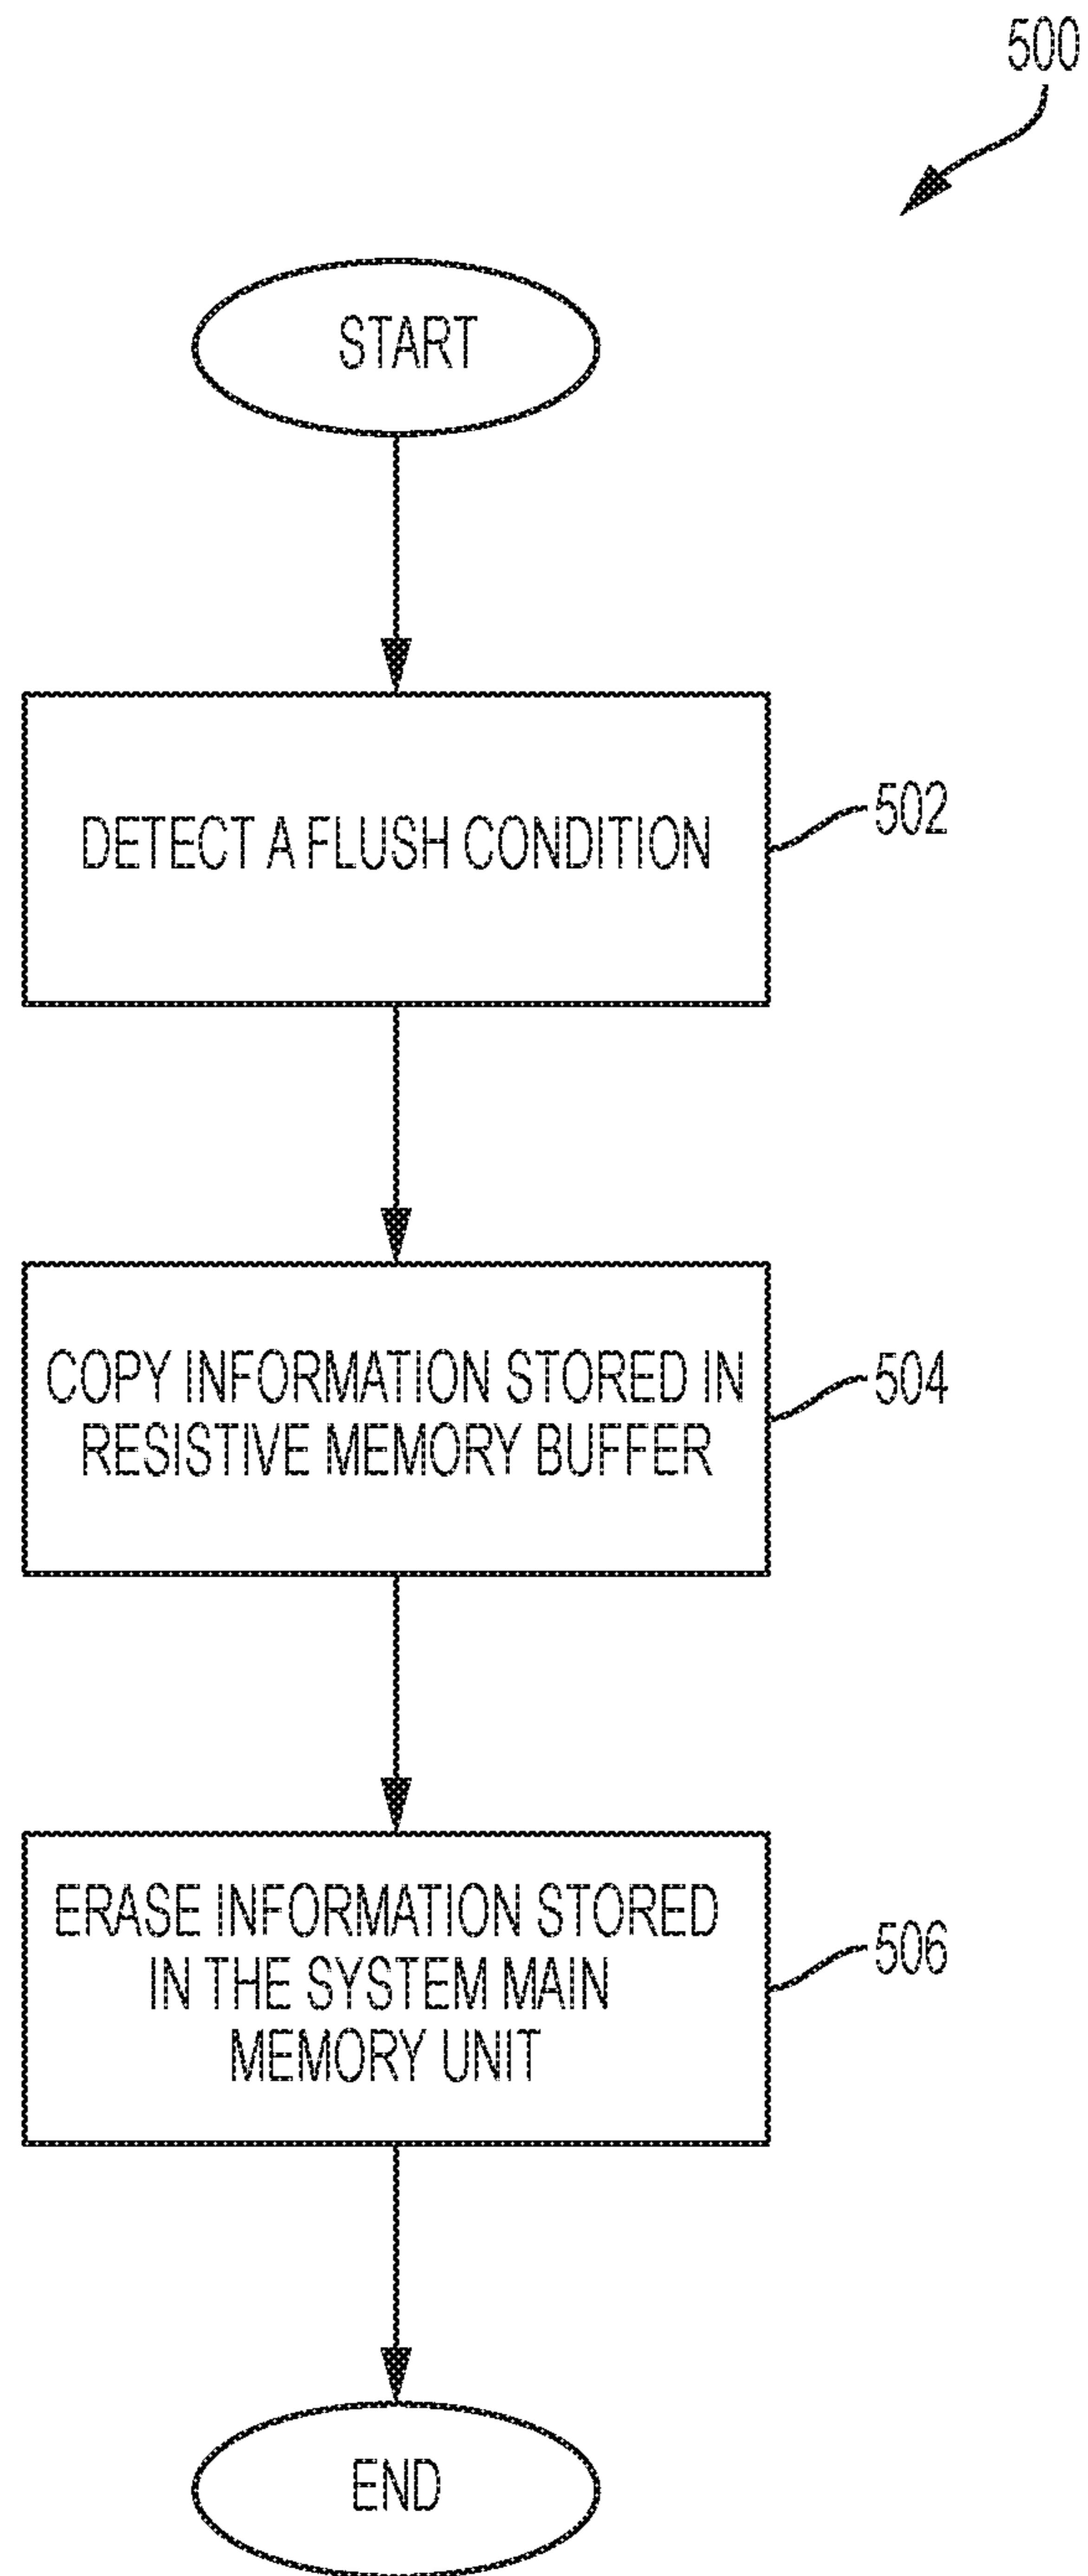 500
START
DETECT A FLUSH CONDITION
502
COPY INFORMATION STORED IN
RESISTIVE MEMORY BUFFER
504
ERASE INFORMATION STORED
IN THE SYSTEM MAIN
MEMORY UNIT
506
END